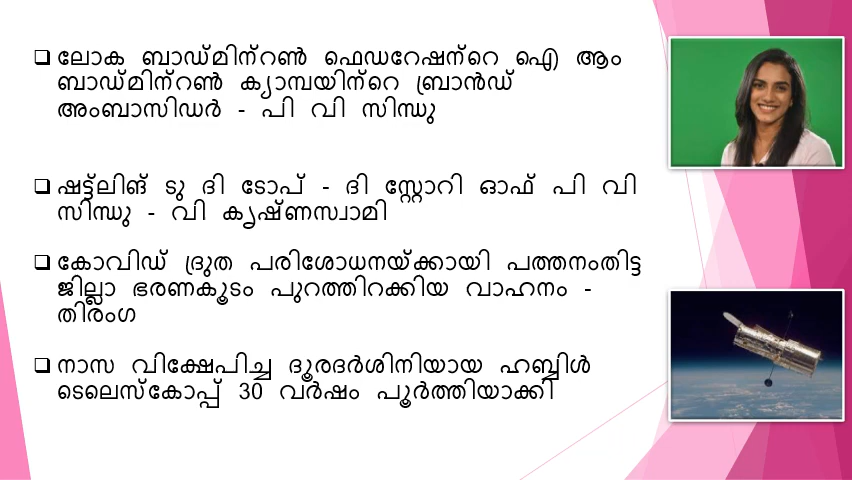 ലോക ബാഡ്മിന്റൺ ഫെഡറേഷന്റെ ഐ ആം
ബാഡ്മിന്റൺ ക്യാമ്പയിന്റെ ബ്രാൻഡ്
അംബാസിഡർ - പി വി സിന്ധു
ഷട്ട്ലിങ് ടു ദി ടോപ് - ദി സ്റ്റോറി ഓഫ് പി വി
സിന്ധു - വി കൃഷ്ണസ്വാമി
കോവിഡ് ദ്രുത പരിശോധനയ്ക്കായി പത്തനംതിട്ട
ജില്ലാ ഭരണകൂടം പുറത്തിറക്കിയ വാഹനം -
തിരംഗ
നാസ വിക്ഷേപിച്ച ദൂരദർശിനിയായ ഹബ്ബിൾ
ടെലെസ്കോപ്പ് 30 വർഷം പൂർത്തിയാക്കി